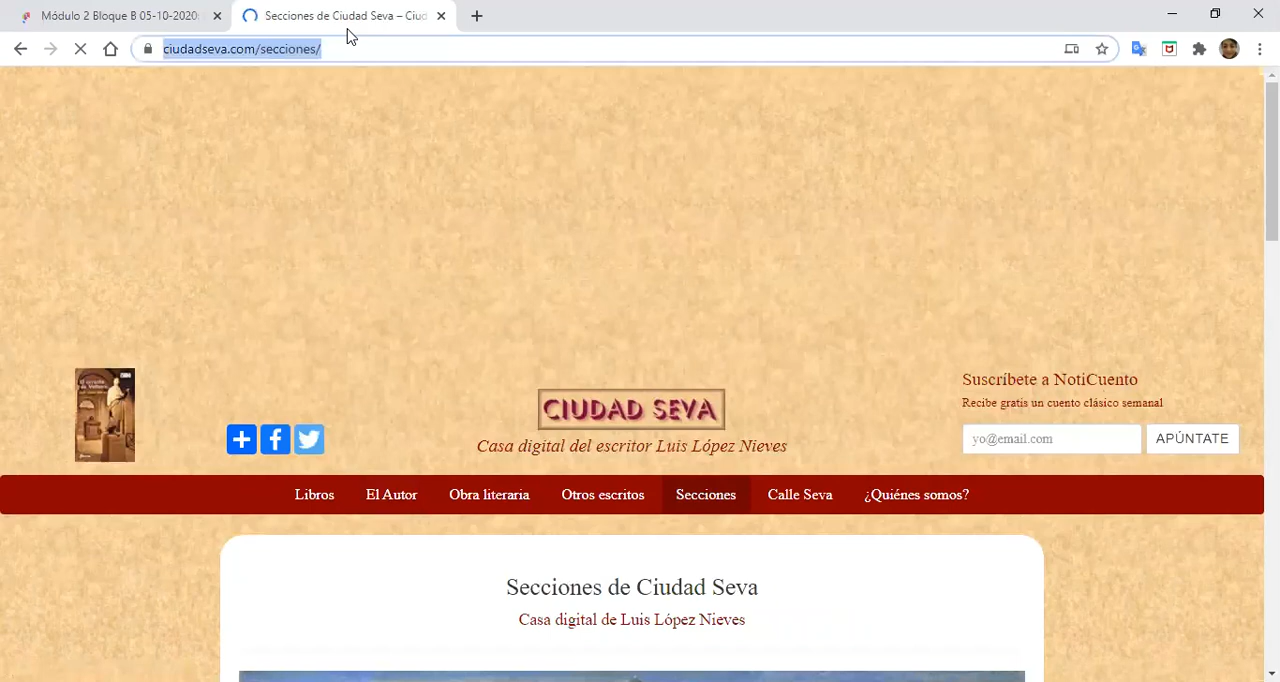 Módulo 2 Bloque B 05-10-2020:
Secciones de Ciudad Seva – Ciud
ciudadseva.com/secciones/
CIUDAD SEVA
Casa digital del escritor Luis López Nieves
Suscríbete a NotiCuento
Recibe gratis un cuento clásico semanal
yo@email.com
APÚNTATE
Libros
El Autor
Obra literaria
Otros escritos
Secciones
Calle Seva
¿Quiénes somos?
Secciones de Ciudad Seva
Casa digital de Luis López Nieves